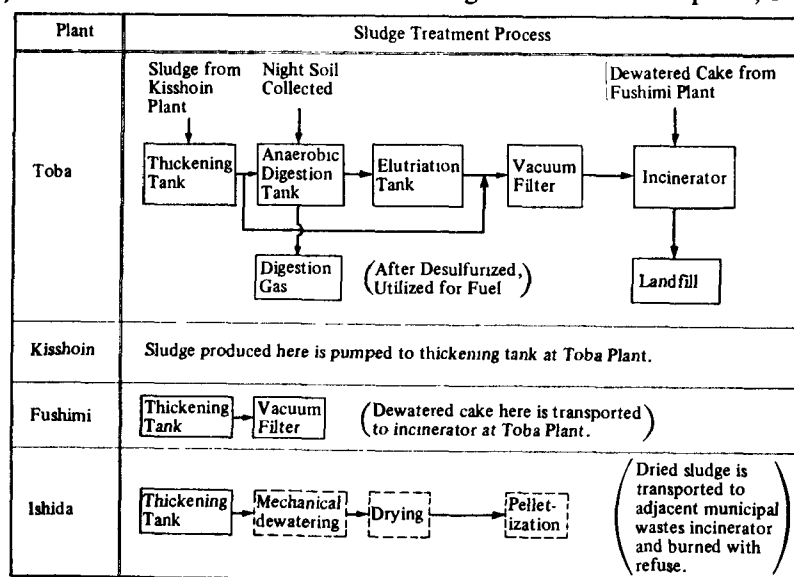 Plant
Sludge Treatment Process
Toba
Sludge from
Kisshoin
Plant
Night Soil
Collected
Dewatered Cake from
Fushimi Plant
Thickening
Tank
Anaerobic
Digestion
Tank
Elutriation
Tank
Vacuum
Filter
Incinerator
Digestion
Gas
(After Desulfurized,
Utilized for Fuel)
Landfill
Kisshoin
Sludge produced here is pumped to thickening tank at Toba Plant.
Fushimi
Thickening
Tank
Vacuum
Filter
(Dewatered cake here is transported
to incinerator at Toba Plant.)
Ishida
Thickening
Tank
Mechanical
dewatering
Drying
Pellet-
ization
(Dried sludge is
transported to
adjacent municipal
wastes incinerator
and burned with
refuse.)